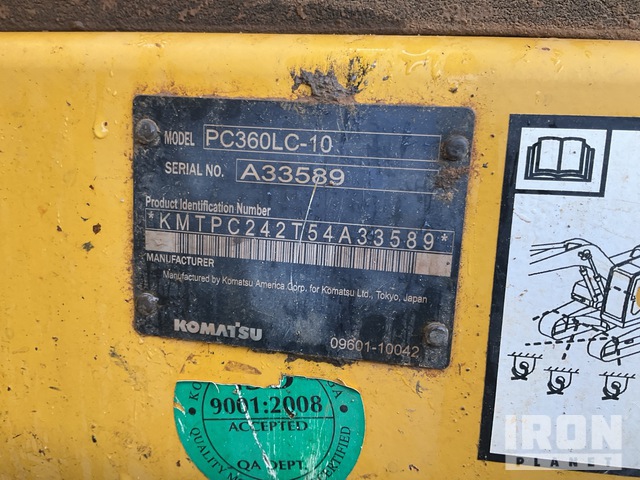 MODEL PC360LC-10
SERIAL NO. A33589
Product Identification Number
*KMTPC242T54A33589*
MANUFACTURER
Manufactured by Komatsu America Corp. for Komatsu Ltd., Tokyo, Japan
KOMATSU
09601-10042
9001:2008
ACCEPTED
QA DEPT.
IRON
PLANET